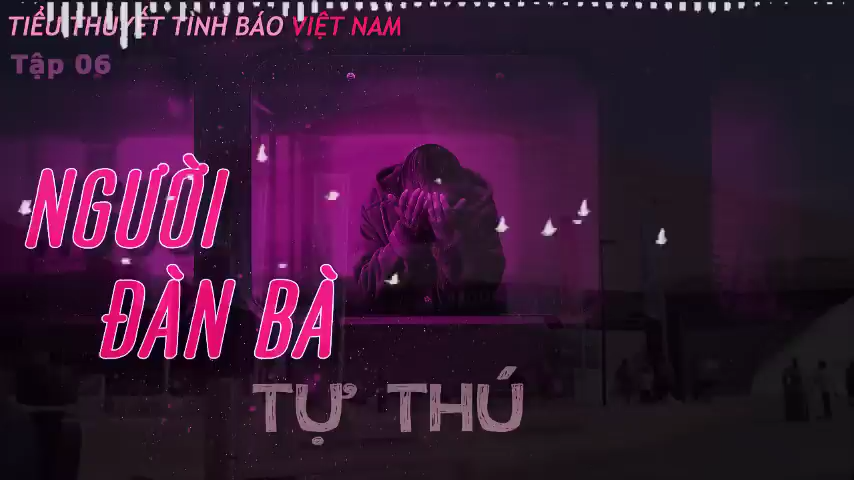 TIỂU THUYẾT TÌNH BÁO VIỆT NAM
Tập 06
NGƯỜI
ĐÀN BÀ
TỰ THÚ